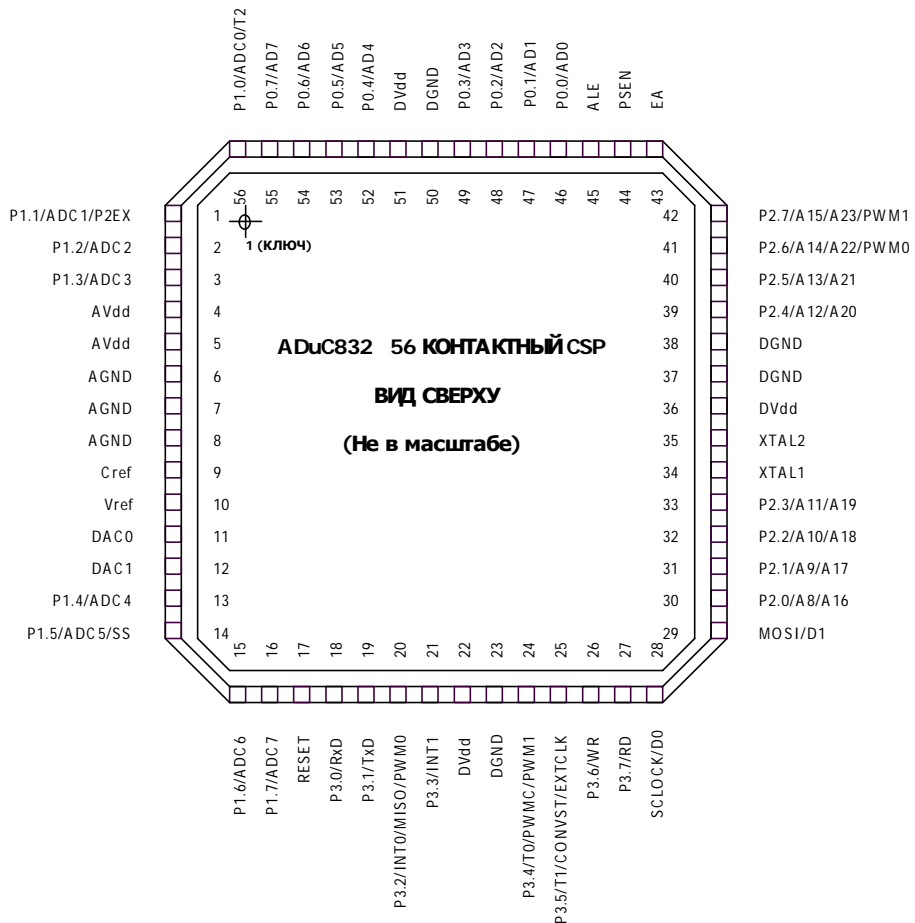 P1.0/ADC0/T2
P0.7/AD7
P0.6/AD6
P0.5/AD5
P0.4/AD4
DVdd
DGND
P0.3/AD3
P0.2/AD2
P0.1/AD1
P0.0/AD0
ALE
PSEN
EA
56
55
54
53
52
51
50
49
48
47
46
45
44
43
P1.1/ADC1/P2EX 1
P1.2/ADC2 2
P1.3/ADC3 3
AVdd 4
AVdd 5
AGND 6
AGND 7
AGND 8
Cref 9
Vref 10
DAC0 11
DAC1 12
P1.4/ADC4 13
P1.5/ADC5/SS 14
1 (КЛЮЧ)
ADuC832 56 КОНТАКТНЫЙ CSP
ВИД СВЕРХУ
(Не в масштабе)
42 P2.7/A15/A23/PWM1
41 P2.6/A14/A22/PWM0
40 P2.5/A13/A21
39 P2.4/A12/A20
38 DGND
37 DGND
36 DVdd
35 XTAL2
34 XTAL1
33 P2.3/A11/A19
32 P2.2/A10/A18
31 P2.1/A9/A17
30 P2.0/A8/A16
29 MOSI/D1
15
16
17
18
19
20
21
22
23
24
25
26
27
28
P1.6/ADC6
P1.7/ADC7
RESET
P3.0/RxD
P3.1/TxD
P3.2/INT0/MISO/PWM0
P3.3/INT1
DVdd
DGND
P3.4/T0/PWMC/PWM1
P3.5/T1/CONVST/EXTCLK
P3.6/WR
P3.7/RD
SCLOCK/D0